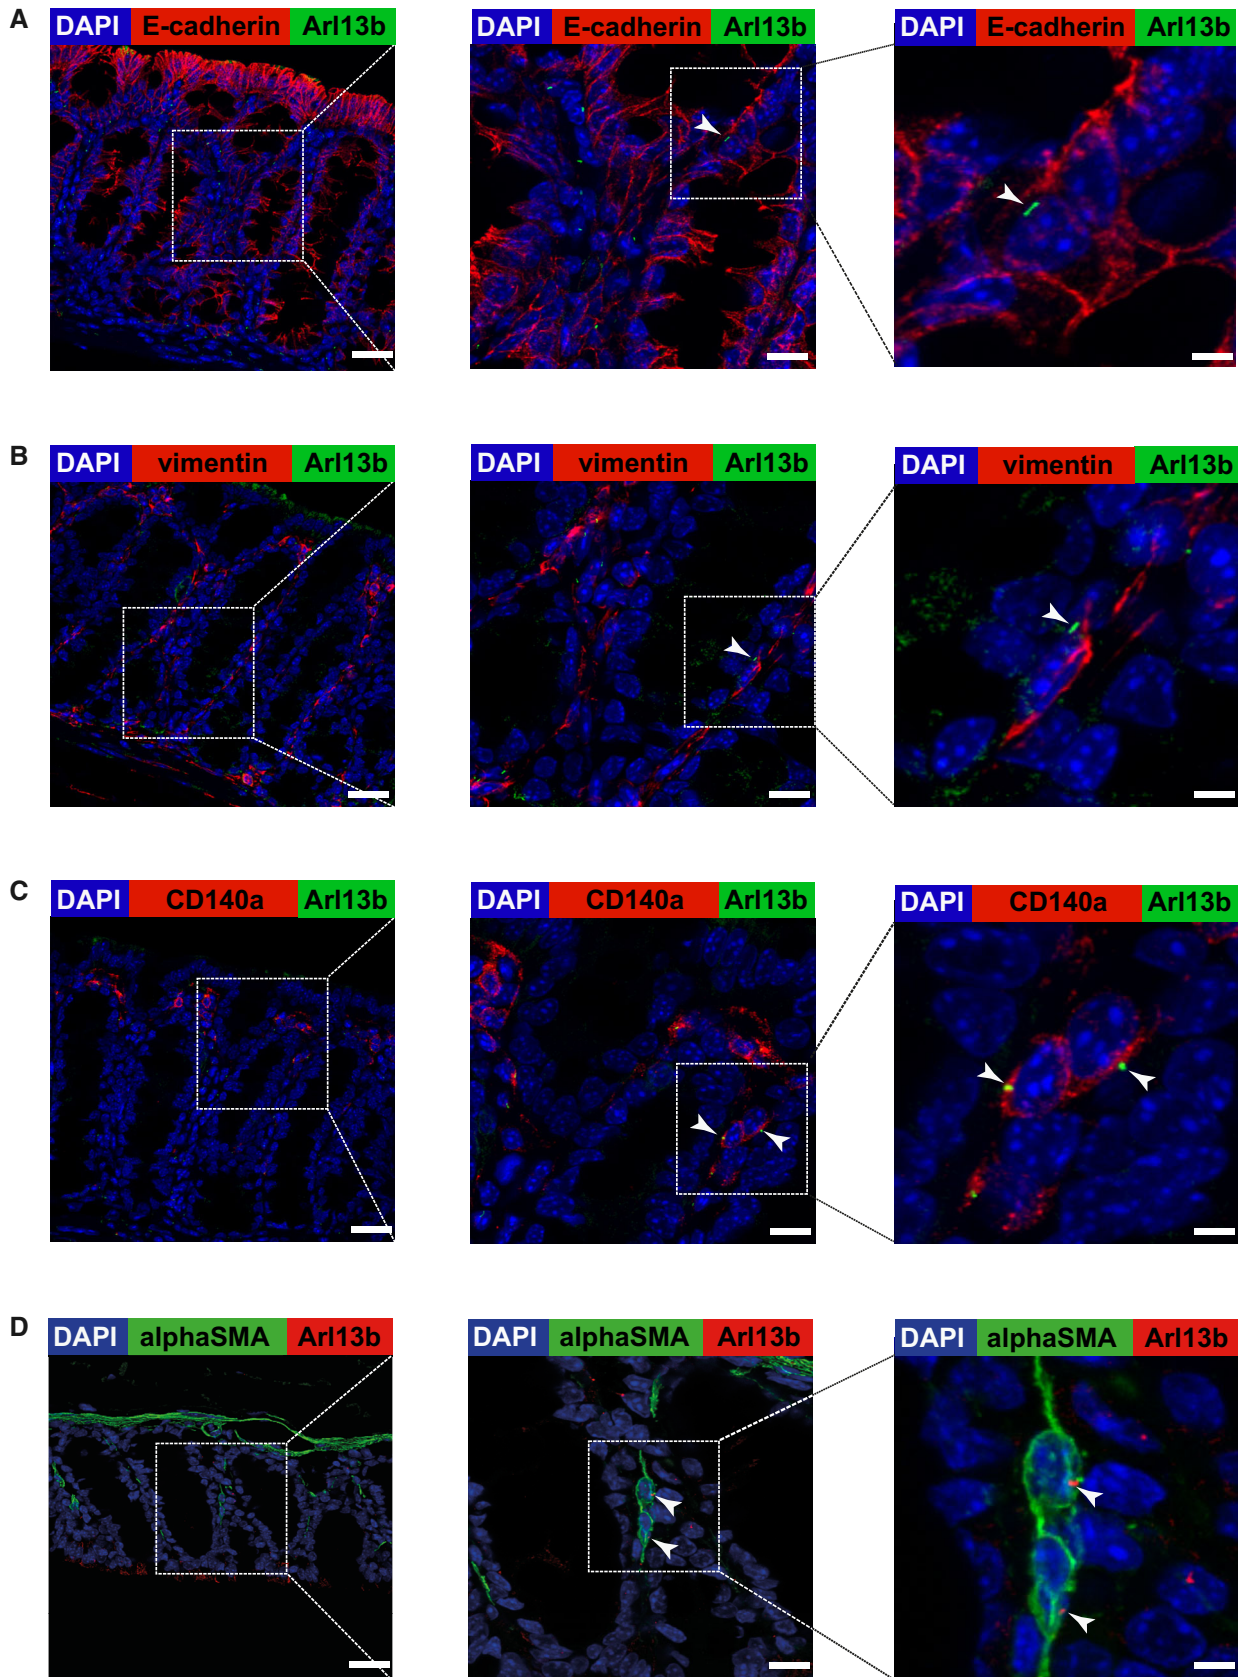 A
DAPI E-cadherin Arl13b DAPI E-cadherin Arl13b DAPI E-cadherin Arl13b
B
DAPI vimentin Arl13b DAPI vimentin Arl13b DAPI vimentin Arl13b
C
DAPI CD140a Arl13b DAPI CD140a Arl13b DAPI CD140a Arl13b
D
DAPI alphaSMA Arl13b DAPI alphaSMA Arl13b DAPI alphaSMA Arl13b